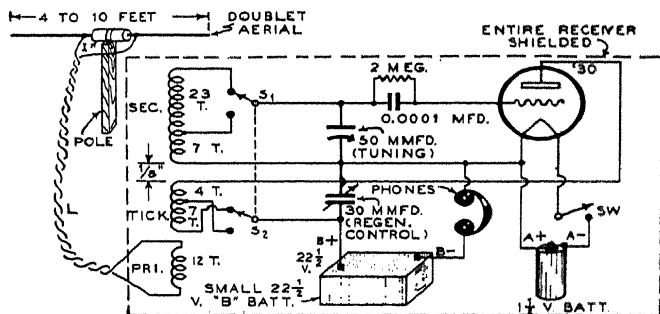 4 TO 10 FEET
DOUBLET
AERIAL
1"
POLE
ENTIRE RECEIVER
SHIELDED
'30
2 MEG.
0.0001 MFD.
SEC.
23
T.
7 T.
S1
50 MMFD.
(TUNING)
1/8"
4 T.
TICK.
7
T.
S2
30 MMFD.
(REGEN.
CONTROL)
PHONES
SW
PRI.
12 T.
B+
22 1/2
V.
B-
A+
A-
SMALL 22 1/2
V. "B" BATT.
1 1/2 V. BATT.